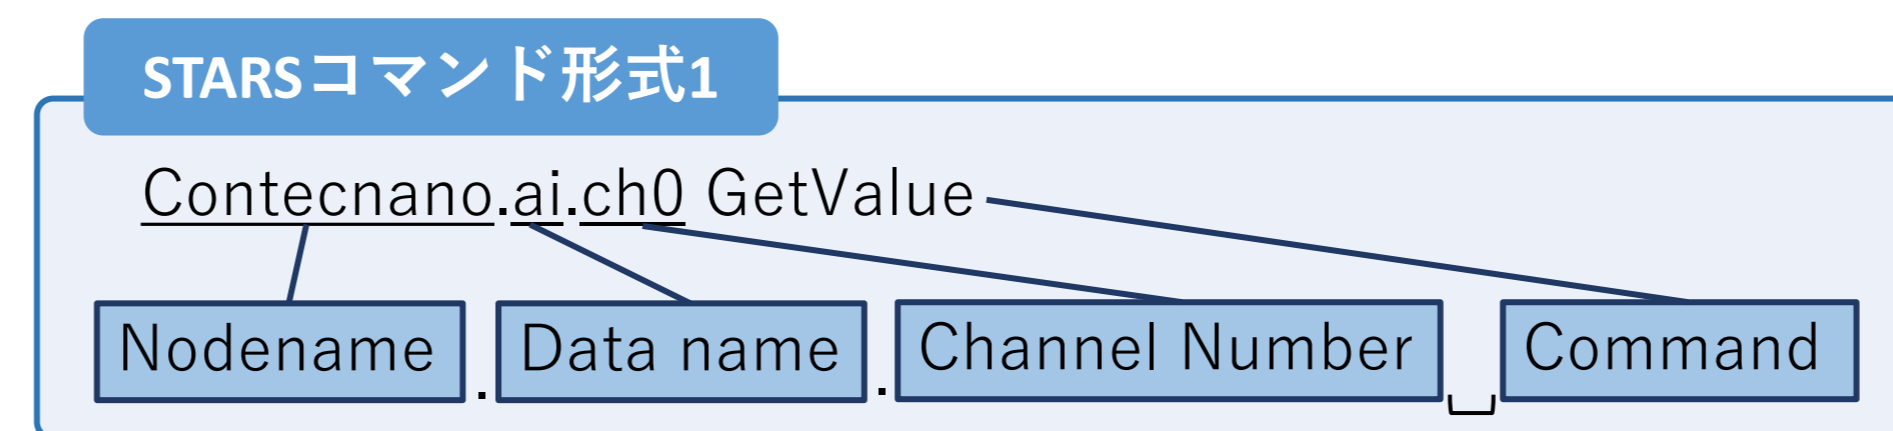 STARSコマンド形式1
Contecnano.ai.ch0 GetValue
Nodename.Data name.Channel Number␣Command